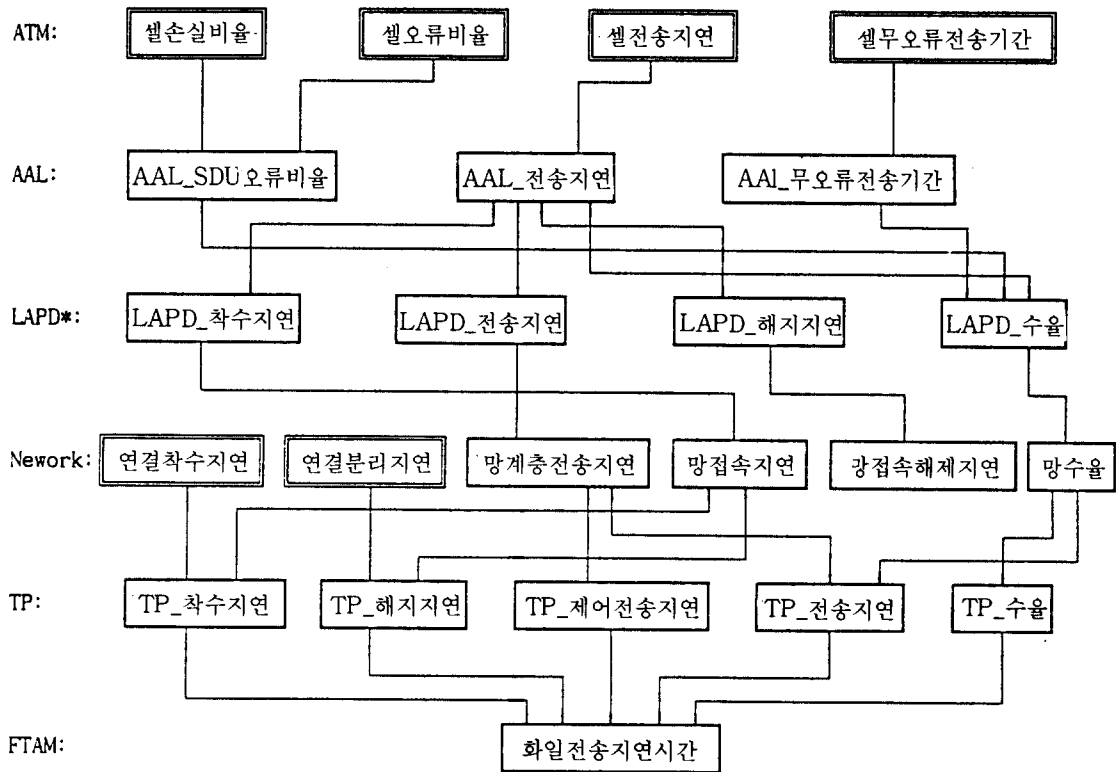 ATM: 셀손실비율 셀오류비율 셀전송지연 셀무오류전송기간
AAL: AAL_SDU오류비율 AAL_전송지연 AAl_무오류전송기간
LAPD*: LAPD_착수지연 LAPD_전송지연 LAPD_해지지연 LAPD_수율
Nework: 연결착수지연 연결분리지연 망계층전송지연 망접속지연 광접속해제지연 망수율
TP: TP_착수지연 TP_해지지연 TP_제어전송지연 TP_전송지연 TP_수율
FTAM: 화일전송지연시간